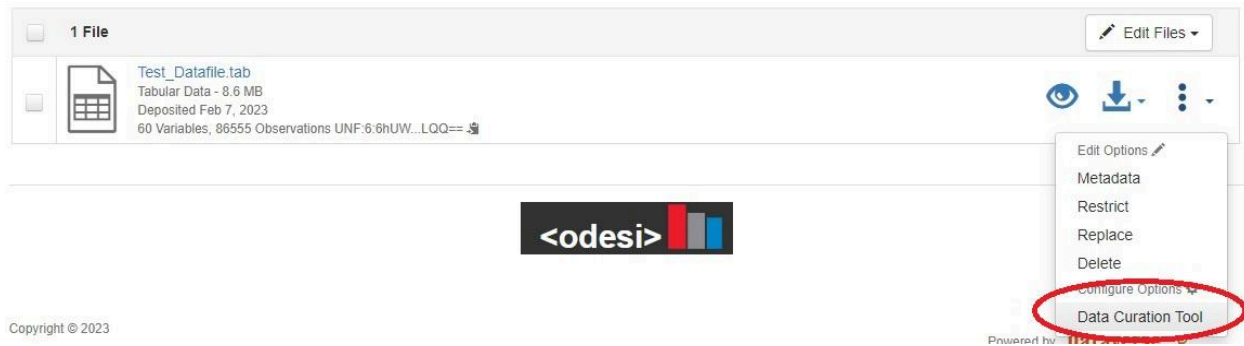 1 File
Edit Files
Test_Datafile.tab
Tabular Data - 8.6 MB
Deposited Feb 7, 2023
60 Variables, 86555 Observations UNF:6:6hUW...LQQ==
Edit Options
Metadata
Restrict
Replace
Delete
Configure Options
Data Curation Tool
<odesi>
Copyright © 2023
Powered by